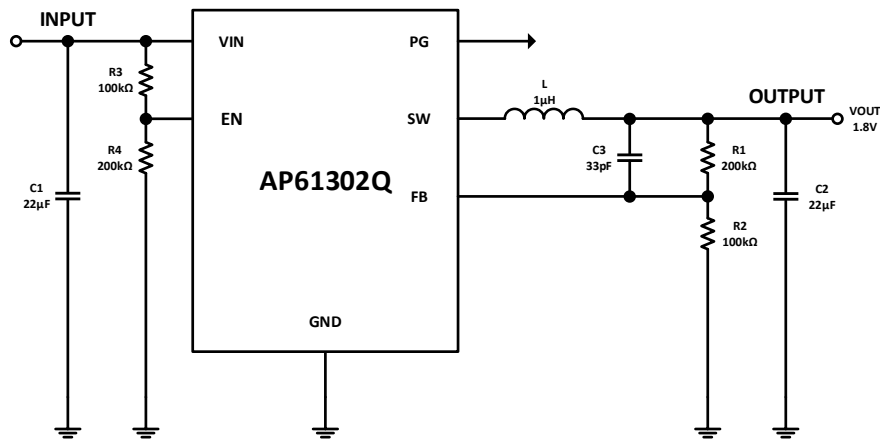 INPUT
VIN
PG
R3
100kΩ
L
1µH
OUTPUT
EN
SW
VOUT
1.8V
R4
200kΩ
C3
33pF
R1
200kΩ
AP61302Q
C1
22µF
FB
C2
22µF
R2
100kΩ
GND